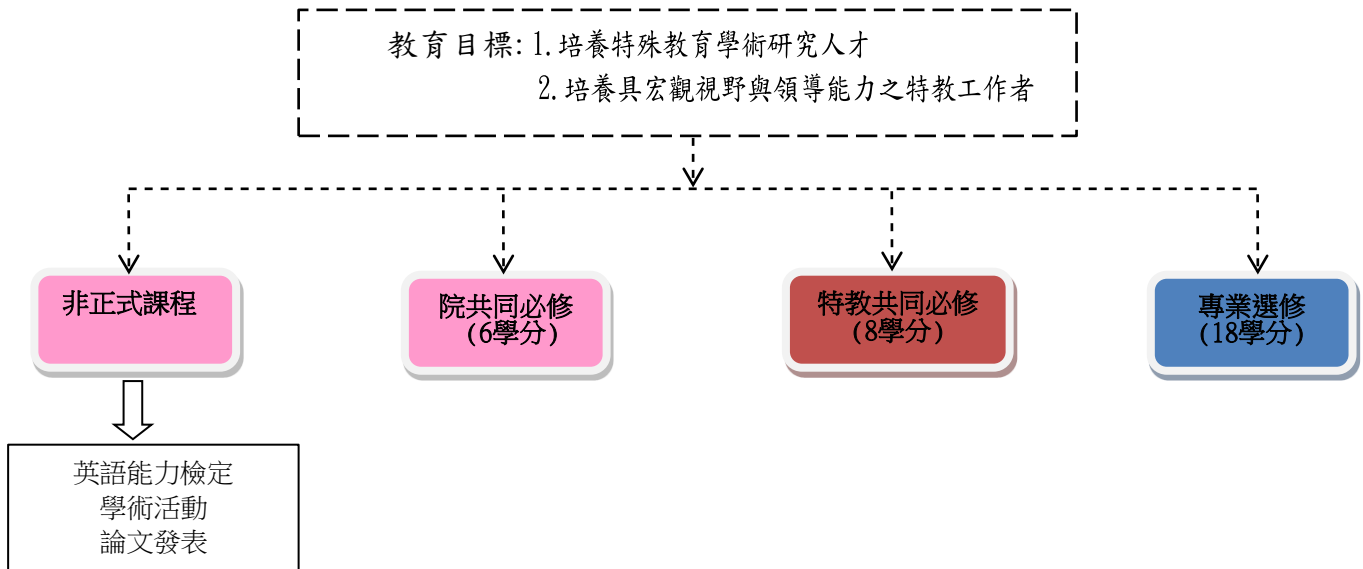 教育目標: 1.培養特殊教育學術研究人才
2.培養具宏觀視野與領導能力之特教工作者
非正式課程
院共同必修
(6學分)
特教共同必修
(8學分)
專業選修
(18學分)
英語能力檢定
學術活動
論文發表